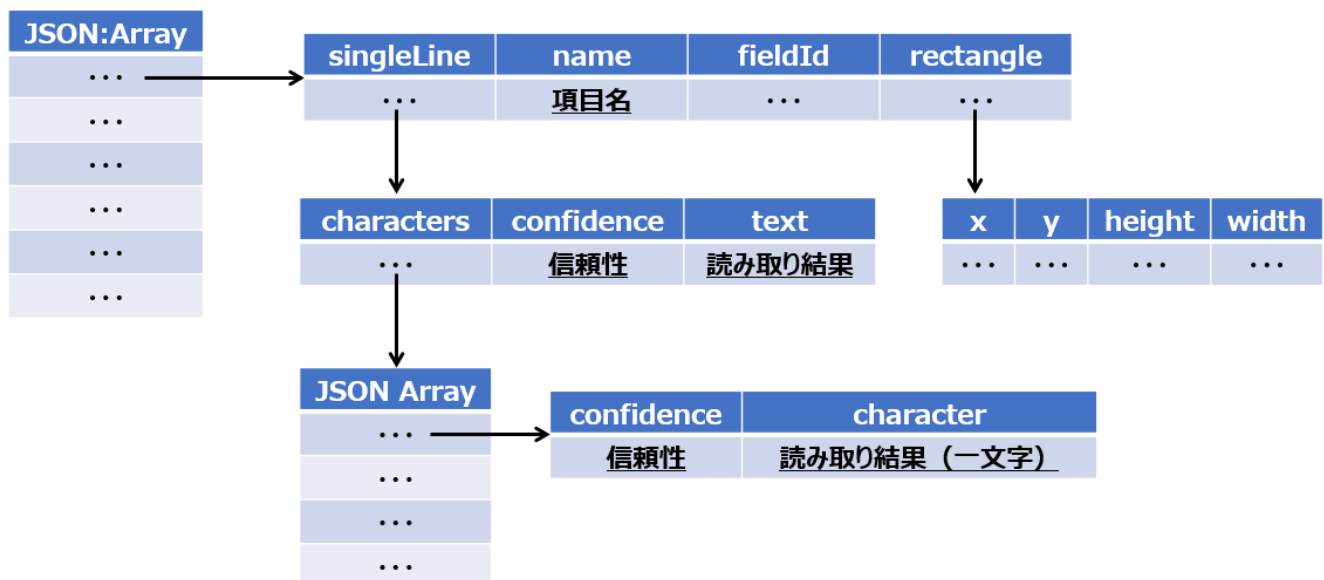 JSON:Array
...
...
...
...
...
...
singleLine name fieldId rectangle
... 項目名 ... ...
characters confidence text
... 信頼性 読み取り結果
x y height width
... ... ... ...
JSON Array
...
...
...
...
confidence character
信頼性 読み取り結果（一文字）